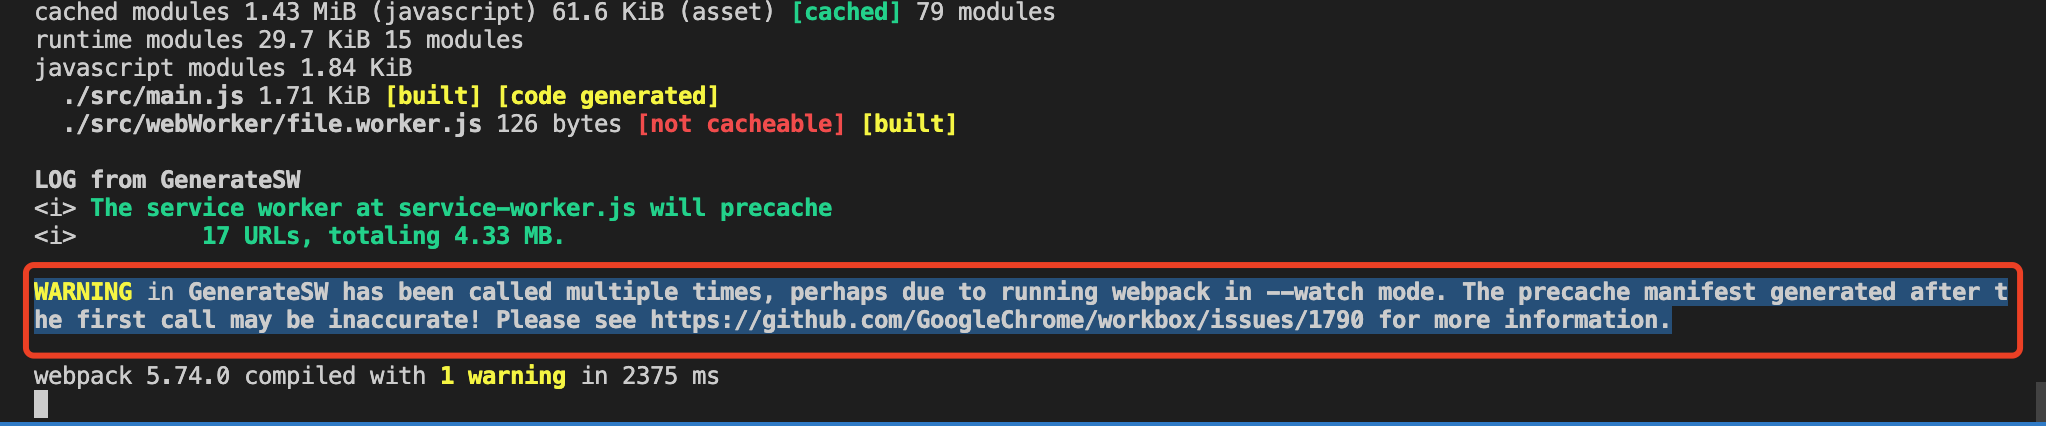 cached modules 1.43 MiB (javascript) 61.6 KiB (asset) [cached] 79 modules
runtime modules 29.7 KiB 15 modules
javascript modules 1.84 KiB
  ./src/main.js 1.71 KiB [built] [code generated]
  ./src/webWorker/file.worker.js 126 bytes [not cacheable] [built]
LOG from GenerateSW
<i> The service worker at service-worker.js will precache
<i>         17 URLs, totaling 4.33 MB.
WARNING in GenerateSW has been called multiple times, perhaps due to running webpack in --watch mode. The precache manifest generated after t
he first call may be inaccurate! Please see https://github.com/GoogleChrome/workbox/issues/1790 for more information.
webpack 5.74.0 compiled with 1 warning in 2375 ms